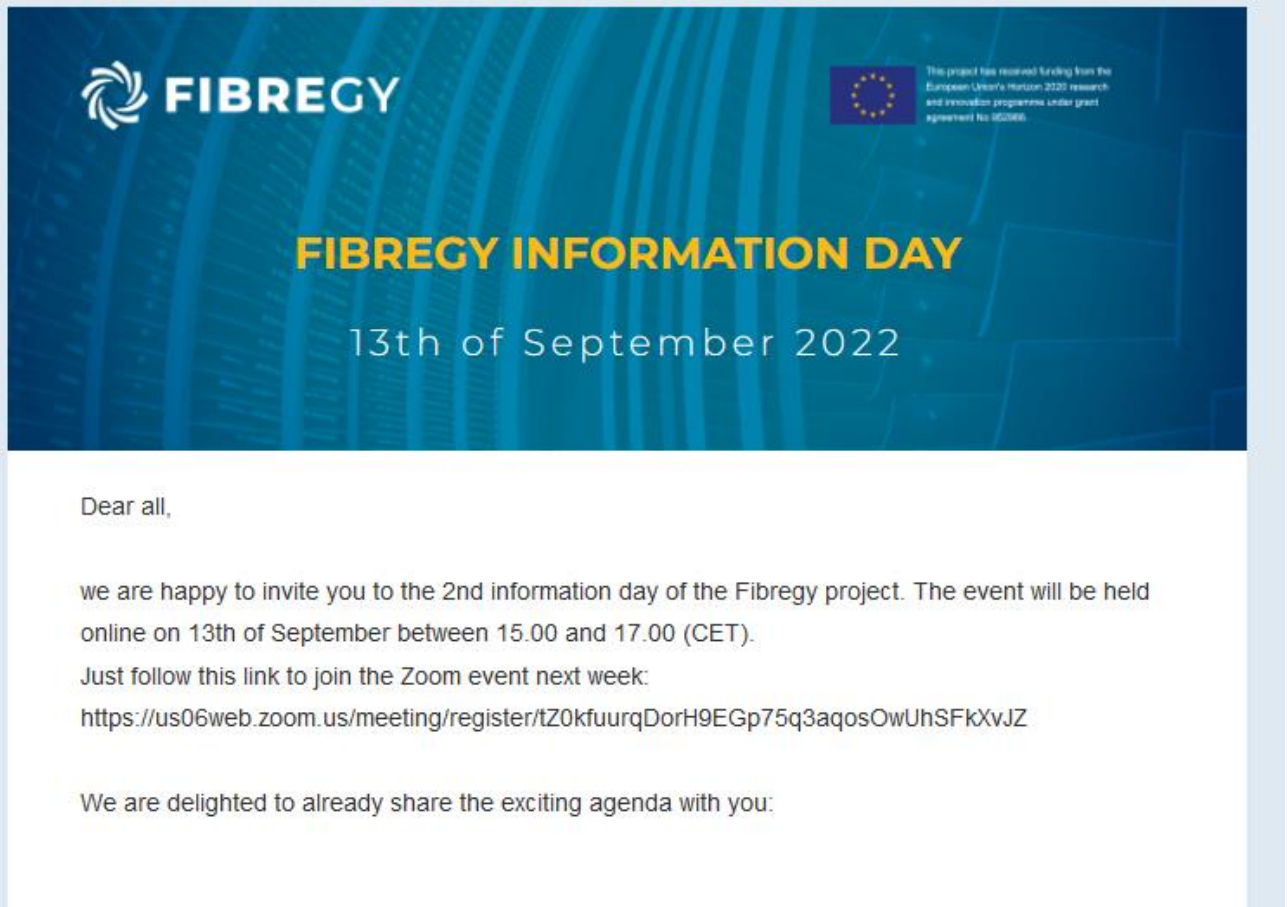 FIBREGY
This project has received funding from the
European Union's Horizon 2020 research
and innovation programme under grant
agreement No 952966.
FIBREGY INFORMATION DAY
13th of September 2022
Dear all,
we are happy to invite you to the 2nd information day of the Fibregy project. The event will be held
online on 13th of September between 15.00 and 17.00 (CET).
Just follow this link to join the Zoom event next week:
https://us06web.zoom.us/meeting/register/tZ0kfuurqDorH9EGp75q3aqosOwUhSFkXvJZ
We are delighted to already share the exciting agenda with you: